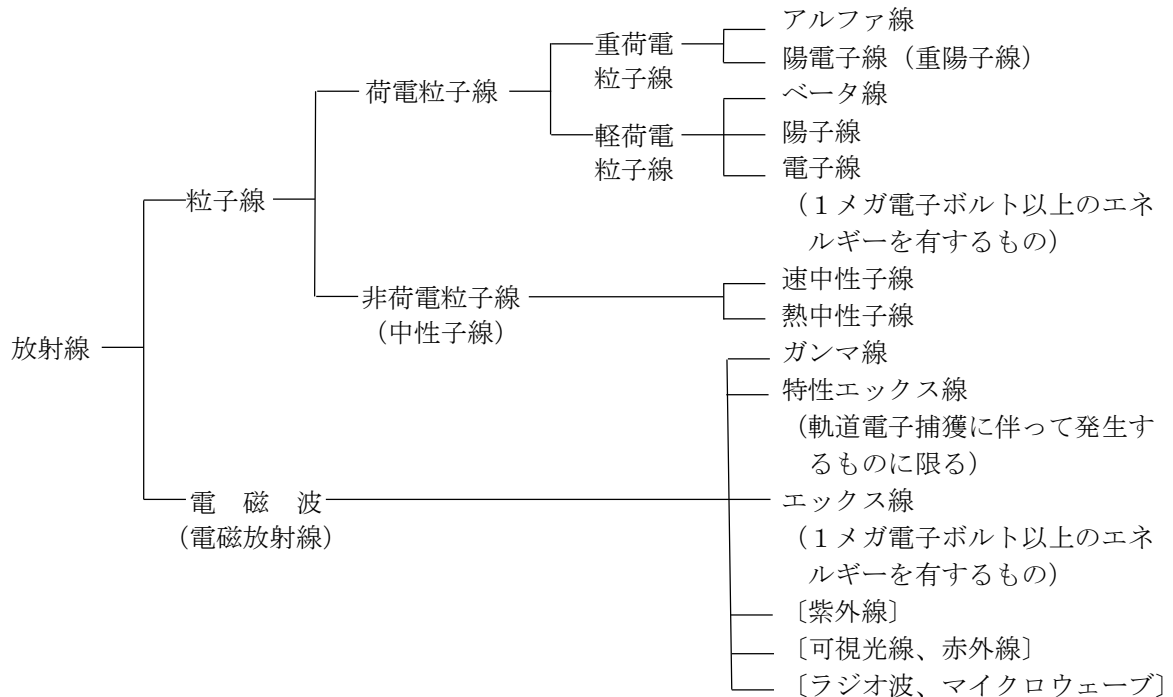 放射線
粒子線
荷電粒子線
重荷電
粒子線
アルファ線
陽電子線（重陽子線）
軽荷電
粒子線
ベータ線
陽子線
電子線
（１メガ電子ボルト以上のエネ
ルギーを有するもの）
非荷電粒子線
（中性子線）
速中性子線
熱中性子線
電　磁　波
（電磁放射線）
ガンマ線
特性エックス線
（軌道電子捕獲に伴って発生す
るものに限る）
エックス線
（１メガ電子ボルト以上のエネ
ルギーを有するもの）
〔紫外線〕
〔可視光線、赤外線〕
〔ラジオ波、マイクロウェーブ〕